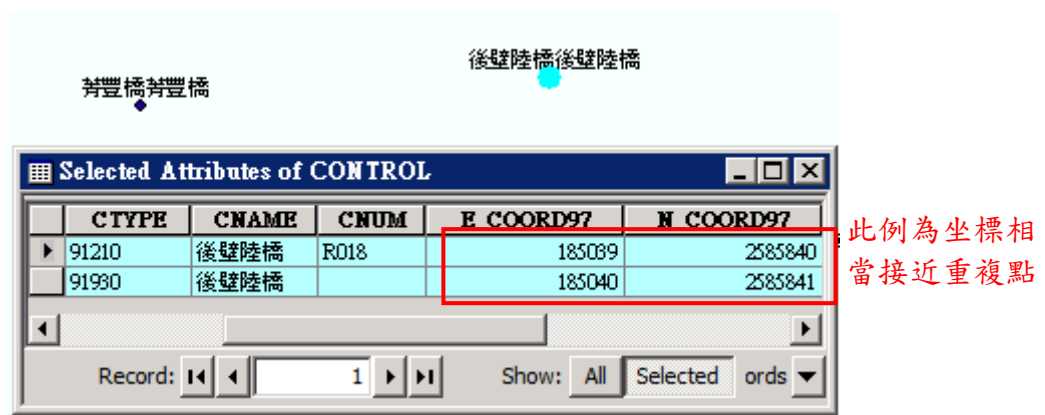 後壁陸橋後壁陸橋
菁豐橋菁豐橋
Selected Attributes of CONTROL
CTYPE CNAME CNUM E_COORD97 N_COORD97
91210 後壁陸橋 R018 185039 2585840
91930 後壁陸橋 185040 2585841
此例為坐標相
當接近重複點
Record: 1 Show: All Selected ords